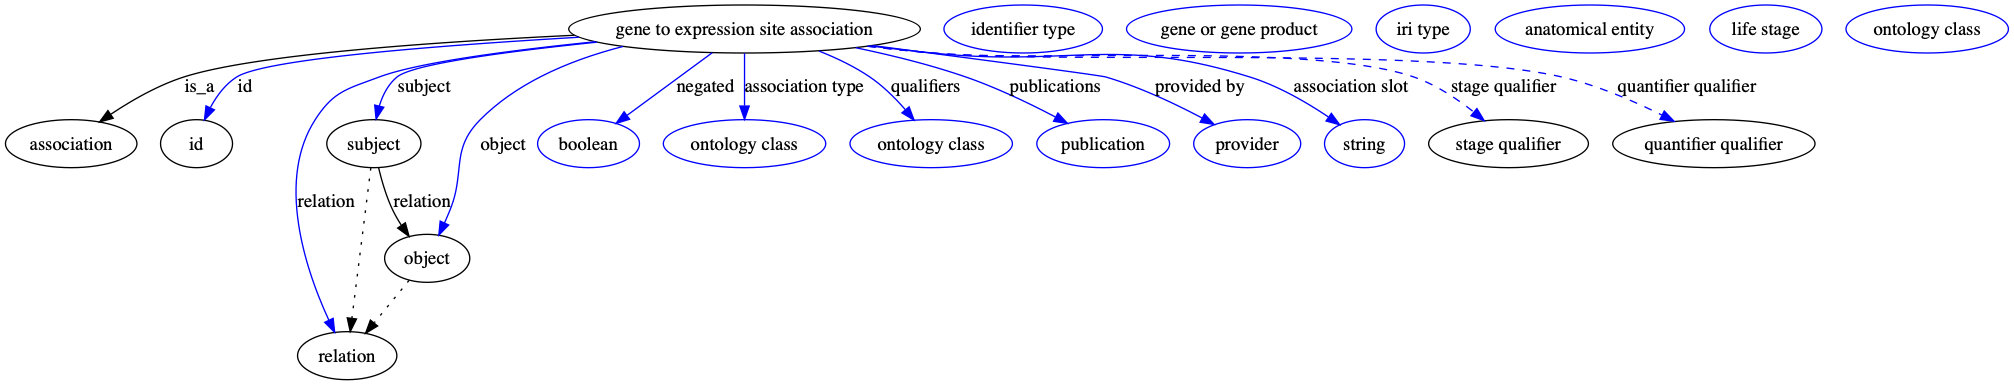 gene to expression site association
identifier type
gene or gene product
iri type
anatomical entity
life stage
ontology class
is_a
id
subject
negated
association type
qualifiers
publications
provided by
association slot
stage qualifier
quantifier qualifier
association
id
subject
object
boolean
ontology class
ontology class
publication
provider
string
stage qualifier
quantifier qualifier
relation
relation
object
relation